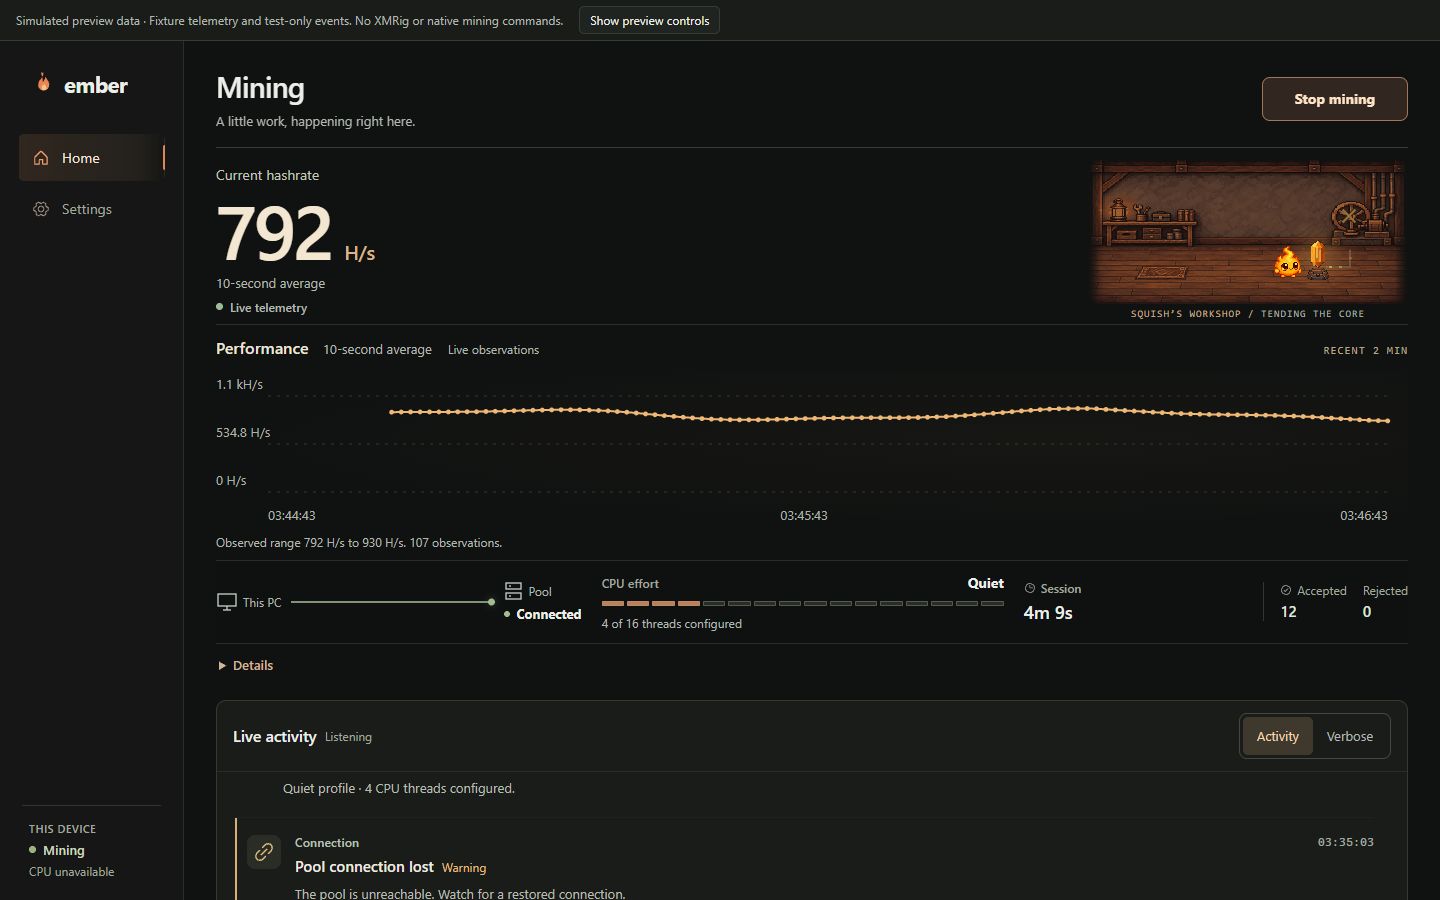 Simulated preview data · Fixture telemetry and test-only events. No XMRig or native mining commands.
Show preview controls
ember
Home
Settings
THIS DEVICE
Mining
CPU unavailable
Mining
A little work, happening right here.
Stop mining
Current hashrate
792 H/s
10-second average
Live telemetry
SQUISH'S WORKSHOP / TENDING THE CORE
Performance 10-second average Live observations
RECENT 2 MIN
1.1 kH/s
534.8 H/s
0 H/s
03:44:43 03:45:43 03:46:43
Observed range 792 H/s to 930 H/s. 107 observations.
This PC
Pool
Connected
CPU effort Quiet
4 of 16 threads configured
Session
4m 9s
Accepted
12
Rejected
0
Details
Live activity Listening
Activity Verbose
Quiet profile · 4 CPU threads configured.
Connection 03:35:03
Pool connection lost Warning
The pool is unreachable. Watch for a restored connection.